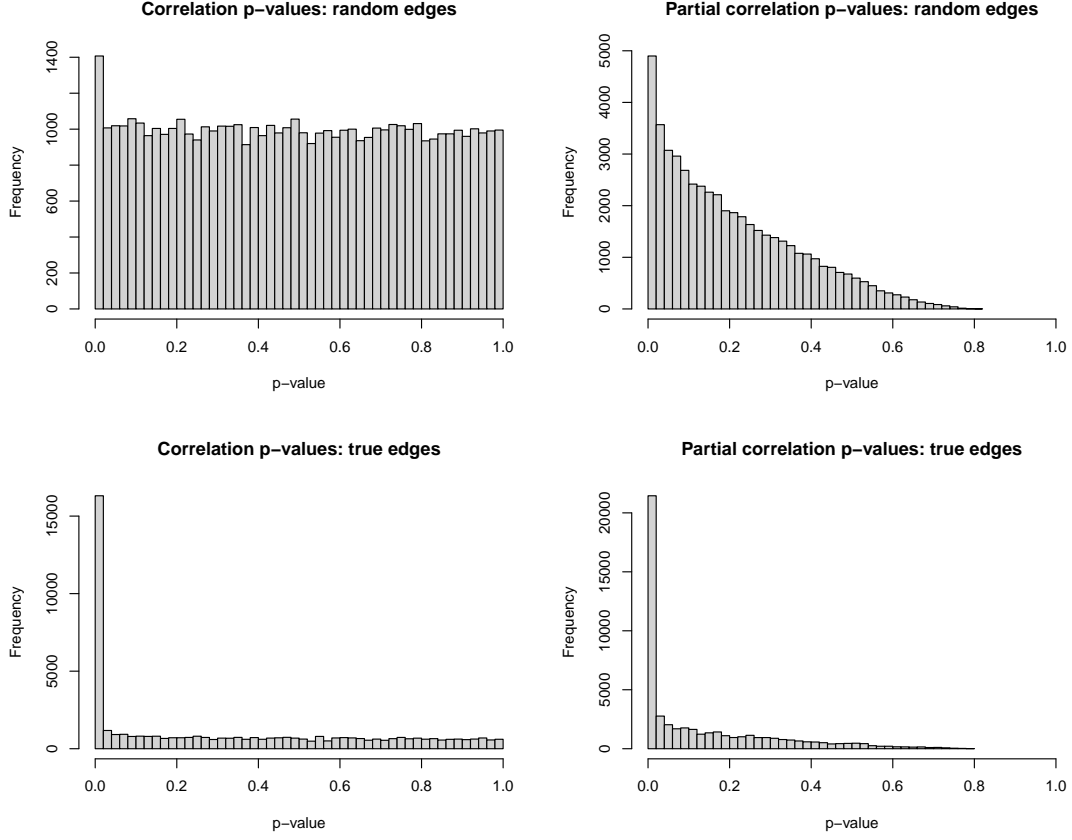 Correlation p−values: random edges
Frequency
0
200
600
1000
1400
0.0 0.2 0.4 0.6 0.8 1.0
p−value
Partial correlation p−values: random edges
Frequency
0
1000
2000
3000
4000
5000
0.0 0.2 0.4 0.6 0.8 1.0
p−value
Correlation p−values: true edges
Frequency
0
5000
10000
15000
0.0 0.2 0.4 0.6 0.8 1.0
p−value
Partial correlation p−values: true edges
Frequency
0
5000
10000
15000
20000
0.0 0.2 0.4 0.6 0.8 1.0
p−value